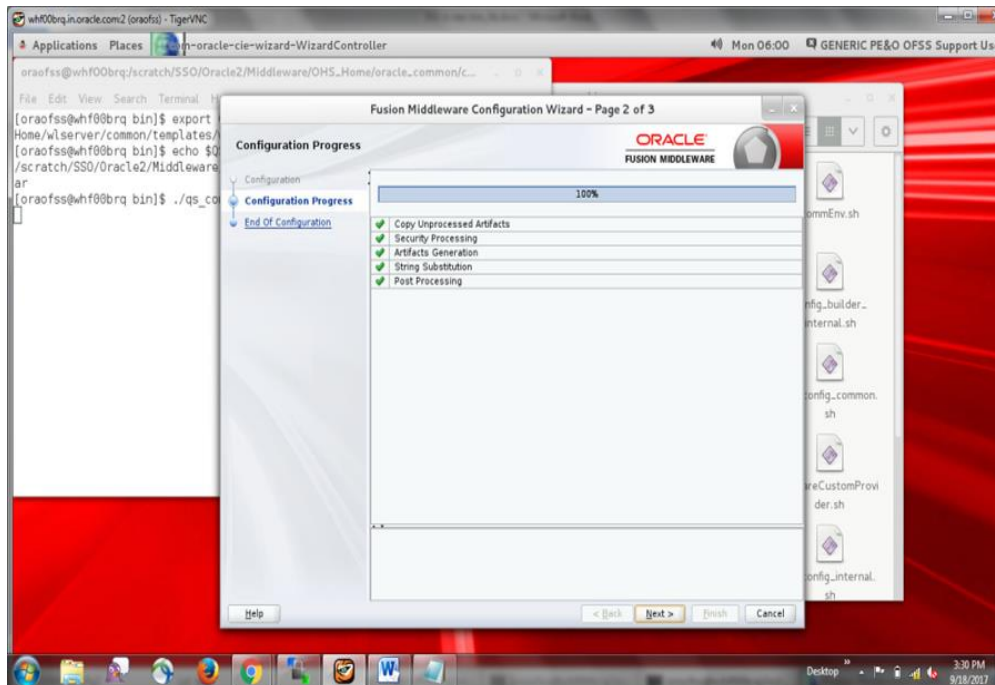 whf00brq.in.oracle.com:2 (oraofss) - TigerVNC
Applications Places
m-oracle-cie-wizard-WizardController
Mon 06:00 GENERIC PE&O OFSS Support Us
oraofss@whf00brq:/scratch/SSO/Oracle2/Middleware/OHS_Home/oracle_common/c...
File Edit View Search Terminal H
[oraofss@whf00brq bin]$ export
Home/wlserver/common/templates/
[oraofss@whf00brq bin]$ echo $Q
/scratch/SSO/Oracle2/Middleware
ar
[oraofss@whf00brq bin]$ ./qs_co
Fusion Middleware Configuration Wizard - Page 2 of 3
Configuration Progress
ORACLE
FUSION MIDDLEWARE
Configuration
Configuration Progress
End Of Configuration
100%
Copy Unprocessed Artifacts
Security Processing
Artifacts Generation
String Substitution
Post Processing
Help
< Back
Next >
Finish
Cancel
ommEnv.sh
nfig_builder_
nternal.sh
config_common.
sh
reCustomProvi
der.sh
config_internal.
sh
Desktop
3:30 PM
9/18/2017